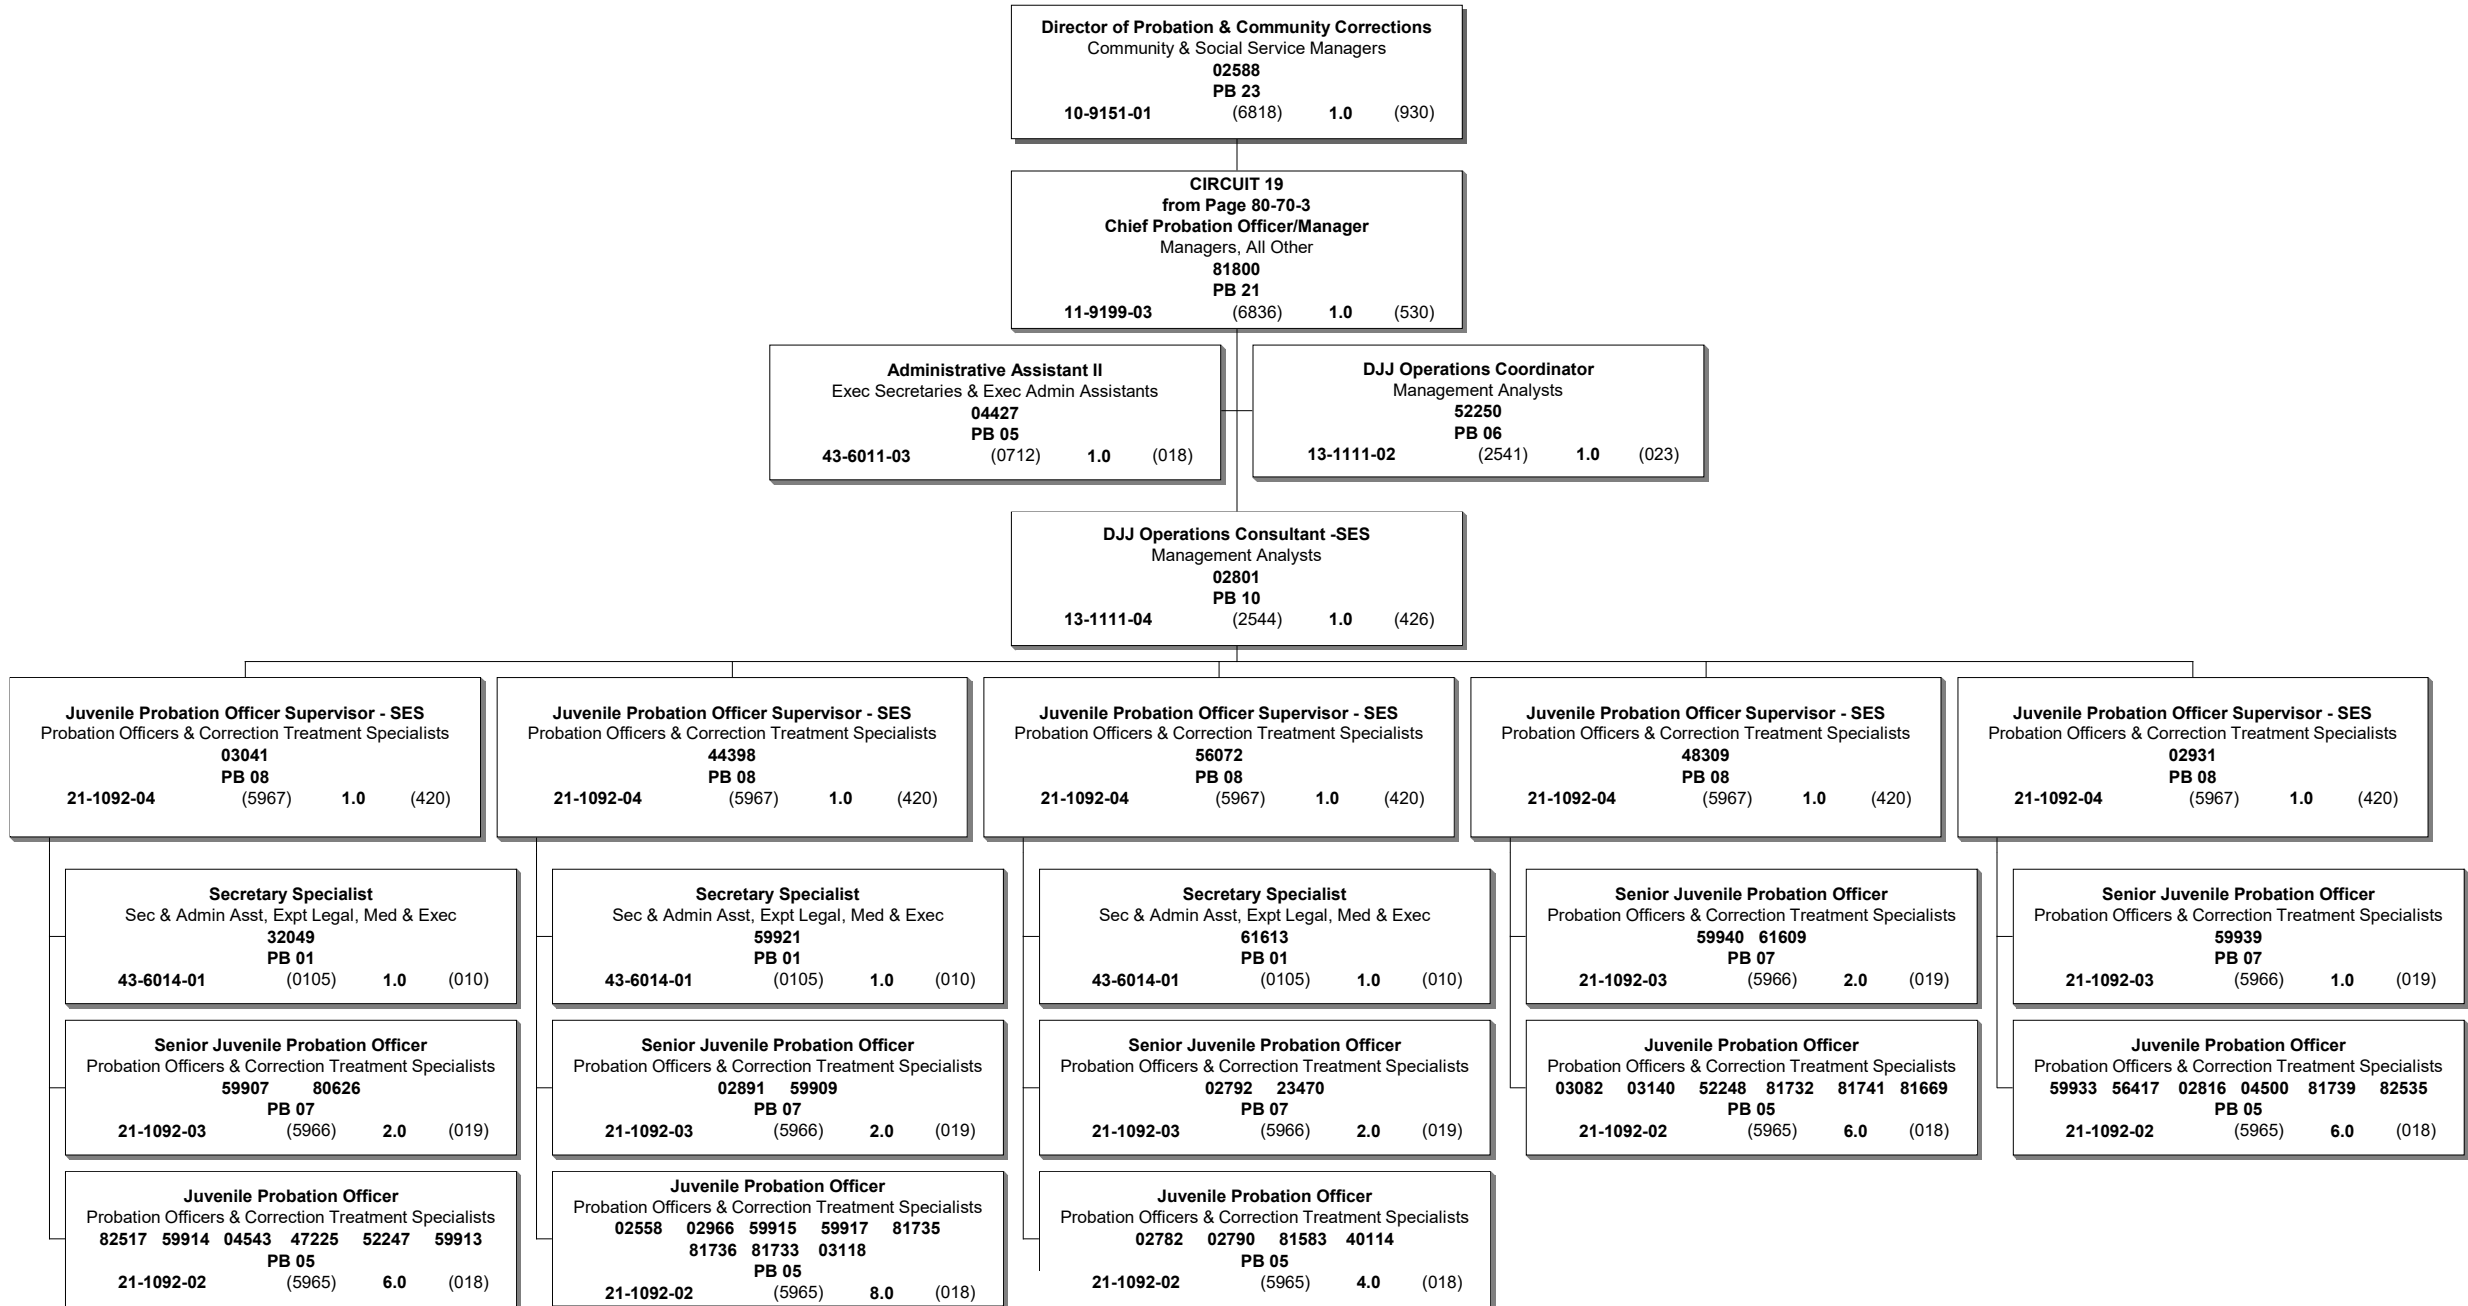 Director of Probation & Community Corrections
Community & Social Service Managers
02588
PB 23
10-9151-01 (6818) 1.0 (930)
CIRCUIT 19
from Page 80-70-3
Chief Probation Officer/Manager
Managers, All Other
81800
PB 21
11-9199-03 (6836) 1.0 (530)
Administrative Assistant II
Exec Secretaries & Exec Admin Assistants
04427
PB 05
43-6011-03 (0712) 1.0 (018)
DJJ Operations Coordinator
Management Analysts
52250
PB 06
13-1111-02 (2541) 1.0 (023)
DJJ Operations Consultant -SES
Management Analysts
02801
PB 10
13-1111-04 (2544) 1.0 (426)
Juvenile Probation Officer Supervisor - SES
Probation Officers & Correction Treatment Specialists
03041
PB 08
21-1092-04 (5967) 1.0 (420)
Secretary Specialist
Sec & Admin Asst, Expt Legal, Med & Exec
32049
PB 01
43-6014-01 (0105) 1.0 (010)
Senior Juvenile Probation Officer
Probation Officers & Correction Treatment Specialists
59907 80626
PB 07
21-1092-03 (5966) 2.0 (019)
Juvenile Probation Officer
Probation Officers & Correction Treatment Specialists
82517 59914 04543 47225 52247 59913
PB 05
21-1092-02 (5965) 6.0 (018)
Juvenile Probation Officer Supervisor - SES
Probation Officers & Correction Treatment Specialists
44398
PB 08
21-1092-04 (5967) 1.0 (420)
Secretary Specialist
Sec & Admin Asst, Expt Legal, Med & Exec
59921
PB 01
43-6014-01 (0105) 1.0 (010)
Senior Juvenile Probation Officer
Probation Officers & Correction Treatment Specialists
02891 59909
PB 07
21-1092-03 (5966) 2.0 (019)
Juvenile Probation Officer
Probation Officers & Correction Treatment Specialists
02558 02966 59915 59917 81735
81736 81733 03118
PB 05
21-1092-02 (5965) 8.0 (018)
Juvenile Probation Officer Supervisor - SES
Probation Officers & Correction Treatment Specialists
56072
PB 08
21-1092-04 (5967) 1.0 (420)
Secretary Specialist
Sec & Admin Asst, Expt Legal, Med & Exec
61613
PB 01
43-6014-01 (0105) 1.0 (010)
Senior Juvenile Probation Officer
Probation Officers & Correction Treatment Specialists
02792 23470
PB 07
21-1092-03 (5966) 2.0 (019)
Juvenile Probation Officer
Probation Officers & Correction Treatment Specialists
02782 02790 81583 40114
PB 05
21-1092-02 (5965) 4.0 (018)
Juvenile Probation Officer Supervisor - SES
Probation Officers & Correction Treatment Specialists
48309
PB 08
21-1092-04 (5967) 1.0 (420)
Senior Juvenile Probation Officer
Probation Officers & Correction Treatment Specialists
59940 61609
PB 07
21-1092-03 (5966) 2.0 (019)
Juvenile Probation Officer
Probation Officers & Correction Treatment Specialists
03082 03140 52248 81732 81741 81669
PB 05
21-1092-02 (5965) 6.0 (018)
Juvenile Probation Officer Supervisor - SES
Probation Officers & Correction Treatment Specialists
02931
PB 08
21-1092-04 (5967) 1.0 (420)
Senior Juvenile Probation Officer
Probation Officers & Correction Treatment Specialists
59939
PB 07
21-1092-03 (5966) 1.0 (019)
Juvenile Probation Officer
Probation Officers & Correction Treatment Specialists
59933 56417 02816 04500 81739 82535
PB 05
21-1092-02 (5965) 6.0 (018)